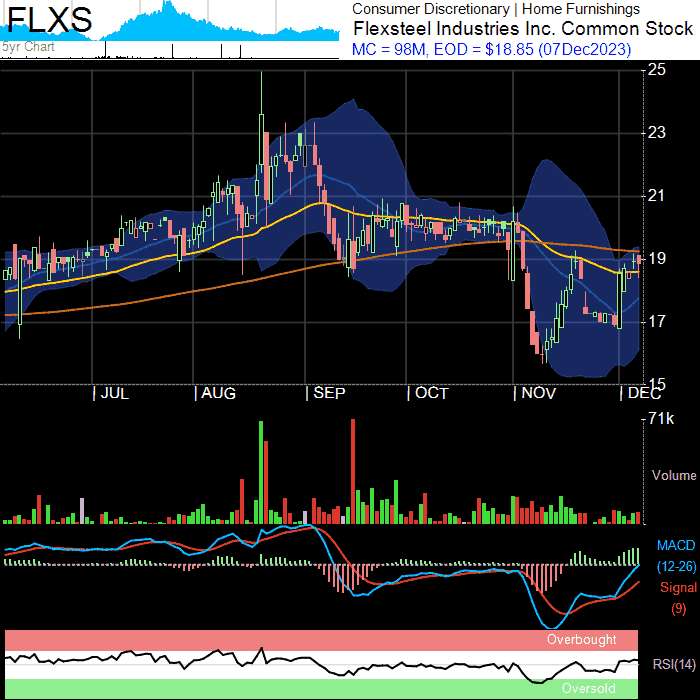 FLXS
5yr Chart
Consumer Discretionary | Home Furnishings
Flexsteel Industries Inc. Common Stock
MC = 98M, EOD = $18.85 (07Dec2023)
25
23
21
19
17
15
| JUL | AUG | SEP | OCT | NOV | DEC
71k
Volume
MACD
(12-26)
Signal
(9)
Overbought
RSI(14)
Oversold